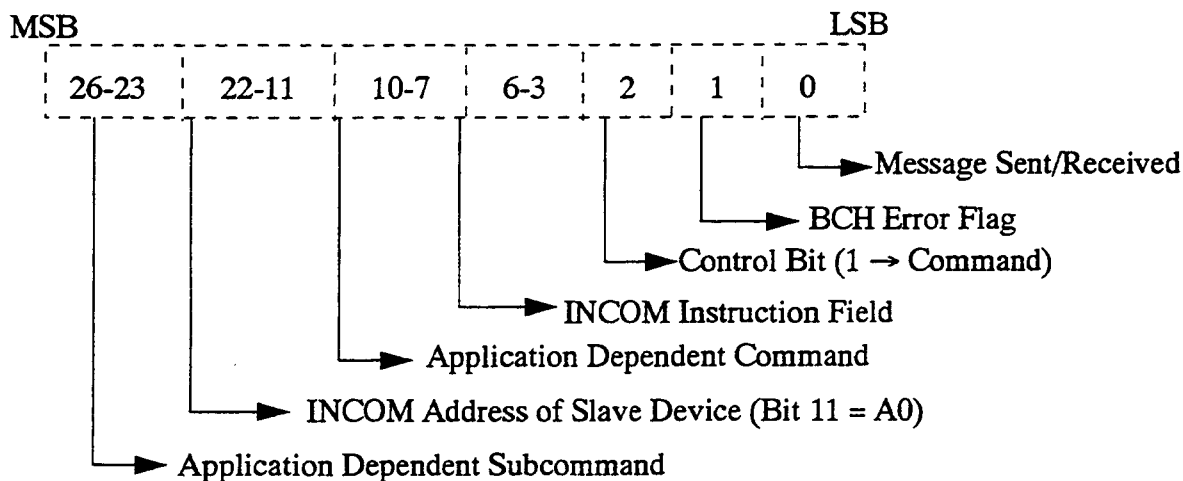 MSB LSB
26-23 22-11 10-7 6-3 2 1 0
Message Sent/Received
BCH Error Flag
Control Bit (1 → Command)
INCOM Instruction Field
Application Dependent Command
INCOM Address of Slave Device (Bit 11 = A0)
Application Dependent Subcommand